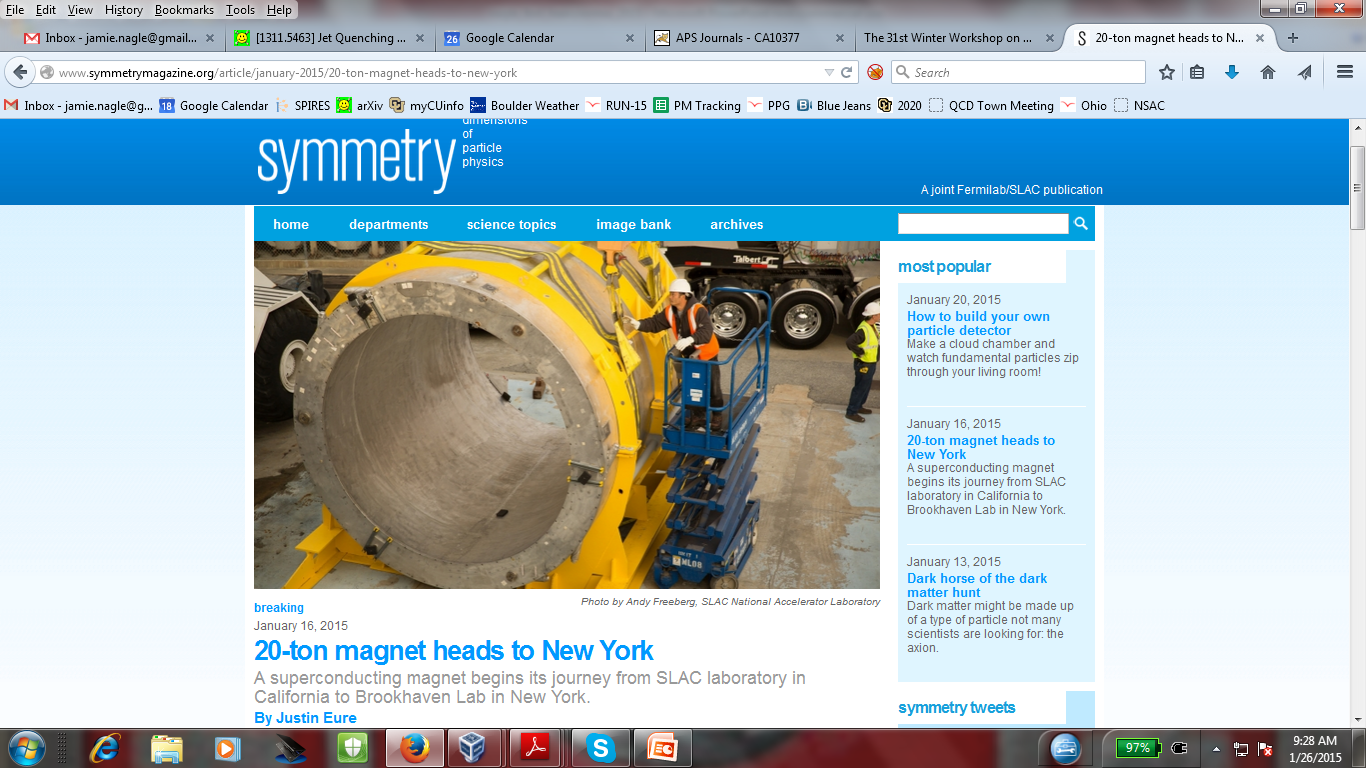 File Edit View History Bookmarks Tools Help
Inbox - jamie.nagle@gmail... [1311.5463] Jet Quenching ... Google Calendar APS Journals - CA10377 The 31st Winter Workshop on ... 20-ton magnet heads to N...
www.symmetrymagazine.org/article/january-2015/20-ton-magnet-heads-to-new-york Search
Inbox - jamie.nagle@g... Google Calendar SPIRES arXiv myCUinfo Boulder Weather RUN-15 PM Tracking PPG Blue Jeans 2020 QCD Town Meeting Ohio NSAC
symmetry
dimensions
of
particle
physics
A joint Fermilab/SLAC publication
home departments science topics image bank archives
Talbert
breaking
Photo by Andy Freeberg, SLAC National Accelerator Laboratory
January 16, 2015
20-ton magnet heads to New York
A superconducting magnet begins its journey from SLAC laboratory in
California to Brookhaven Lab in New York.
By Justin Eure
most popular
January 20, 2015
How to build your own
particle detector
Make a cloud chamber and
watch fundamental particles zip
through your living room!
January 16, 2015
20-ton magnet heads to
New York
A superconducting magnet
begins its journey from SLAC
laboratory in California to
Brookhaven Lab in New York.
January 13, 2015
Dark horse of the dark
matter hunt
Dark matter might be made up
of a type of particle not many
scientists are looking for: the
axion.
symmetry tweets
97%
9:28 AM
1/26/2015